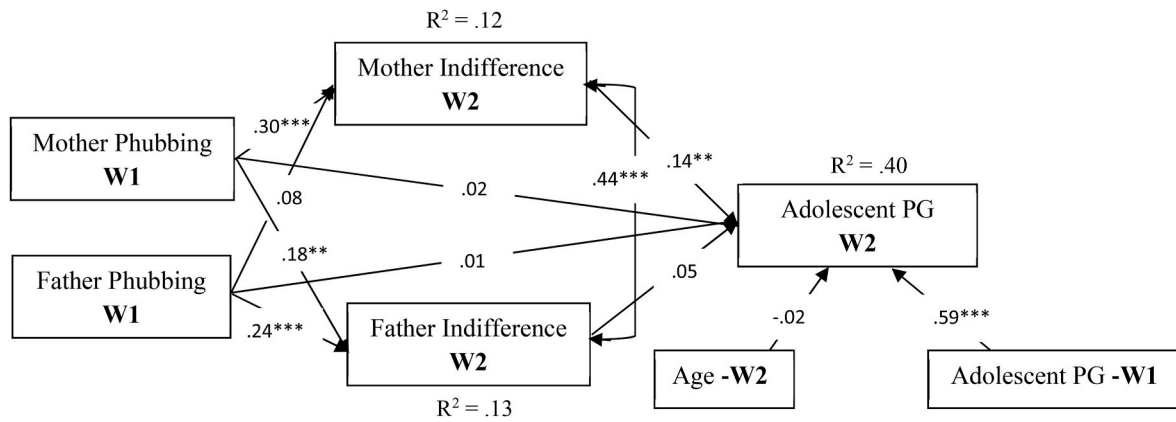 R² = .12
Mother Indifference
W2
Mother Phubbing
W1
.30***
.08
.02
.14**
.44***
R² = .40
Adolescent PG
W2
Father Phubbing
W1
.18**
.01
.05
.24***
Father Indifference
W2
R² = .13
-.02
.59***
Age -W2
Adolescent PG -W1